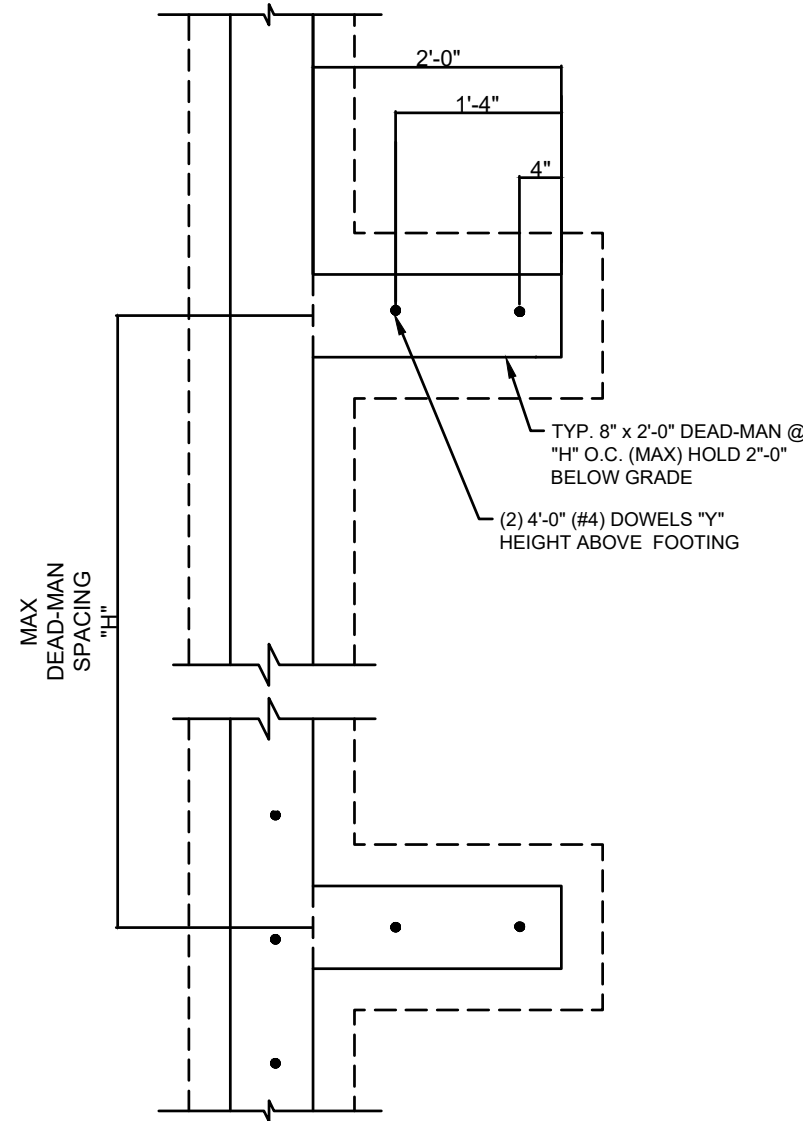 2'-0"
1'-4"
4"
TYP. 8" x 2'-0" DEAD-MAN @
"H" O.C. (MAX) HOLD 2"-0"
BELOW GRADE
(2) 4'-0" (#4) DOWELS "Y"
HEIGHT ABOVE FOOTING
MAX
DEAD-MAN
SPACING
"H"